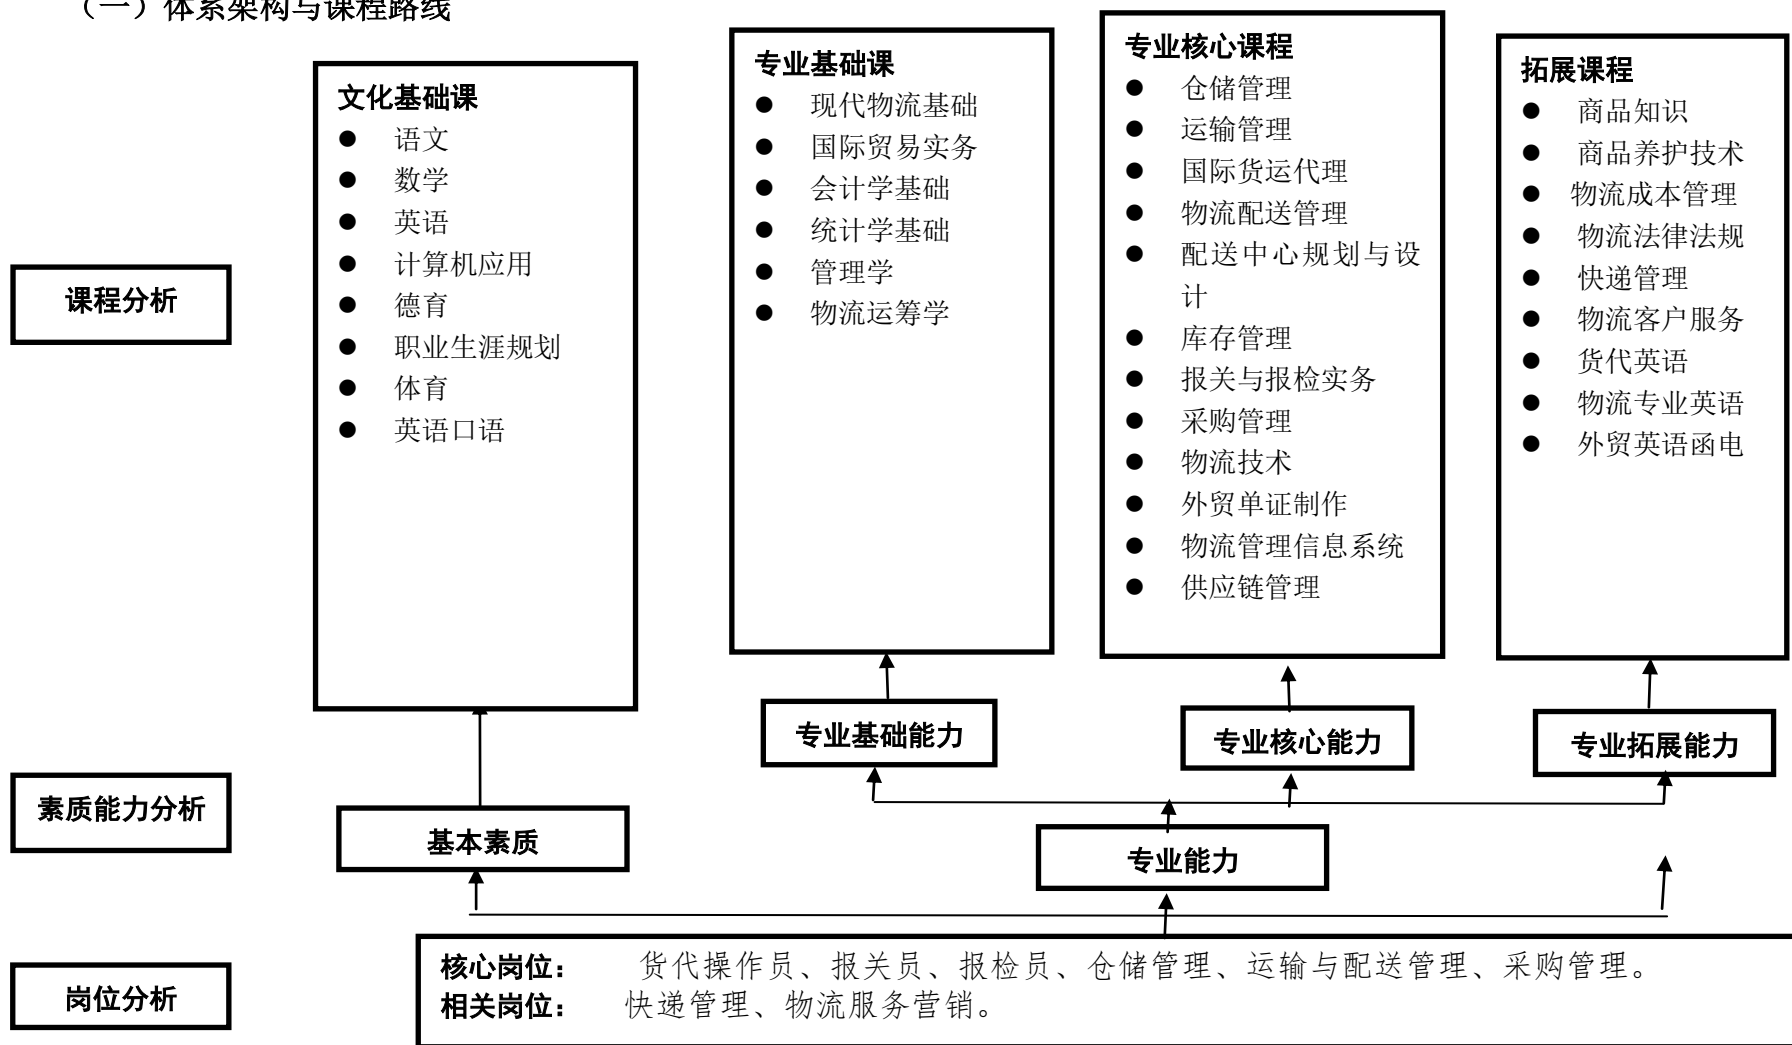 （一）体系架构与课程路线
课程分析
文化基础课
● 语文
● 数学
● 英语
● 计算机应用
● 德育
● 职业生涯规划
● 体育
● 英语口语
专业基础课
● 现代物流基础
● 国际贸易实务
● 会计学基础
● 统计学基础
● 管理学
● 物流运筹学
专业核心课程
● 仓储管理
● 运输管理
● 国际货运代理
● 物流配送管理
● 配送中心规划与设
计
● 库存管理
● 报关与报检实务
● 采购管理
● 物流技术
● 外贸单证制作
● 物流管理信息系统
● 供应链管理
拓展课程
● 商品知识
● 商品养护技术
● 物流成本管理
● 物流法律法规
● 快递管理
● 物流客户服务
● 货代英语
● 物流专业英语
● 外贸英语函电
专业基础能力
专业核心能力
专业拓展能力
素质能力分析
基本素质
专业能力
岗位分析
核心岗位： 货代操作员、报关员、报检员、仓储管理、运输与配送管理、采购管理。
相关岗位： 快递管理、物流服务营销。